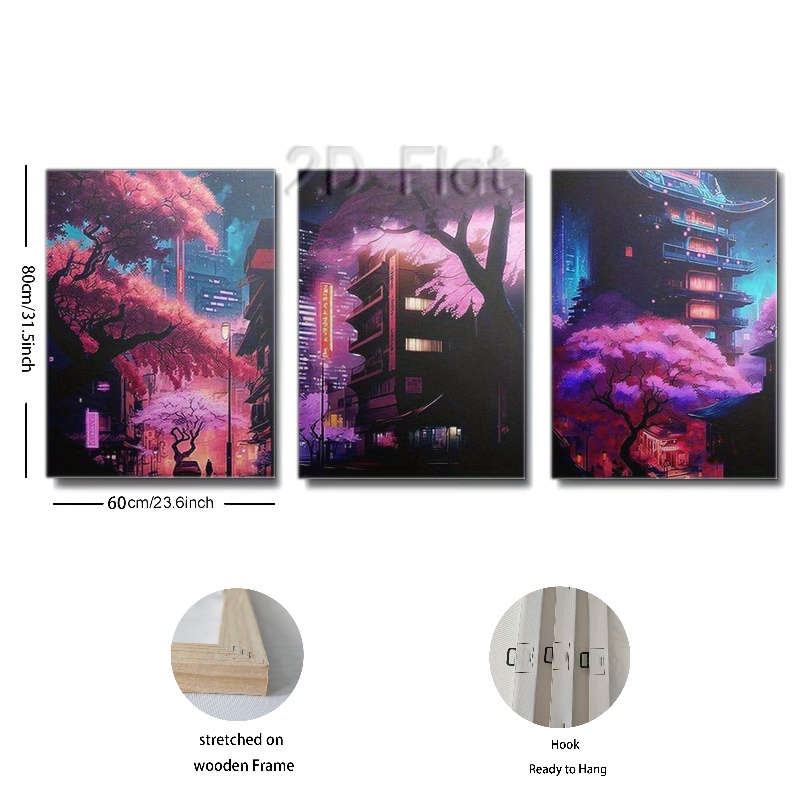 2D Flat
80cm/31.5inch
60cm/23.6inch
stretched on
wooden Frame
Hook
Ready to Hang